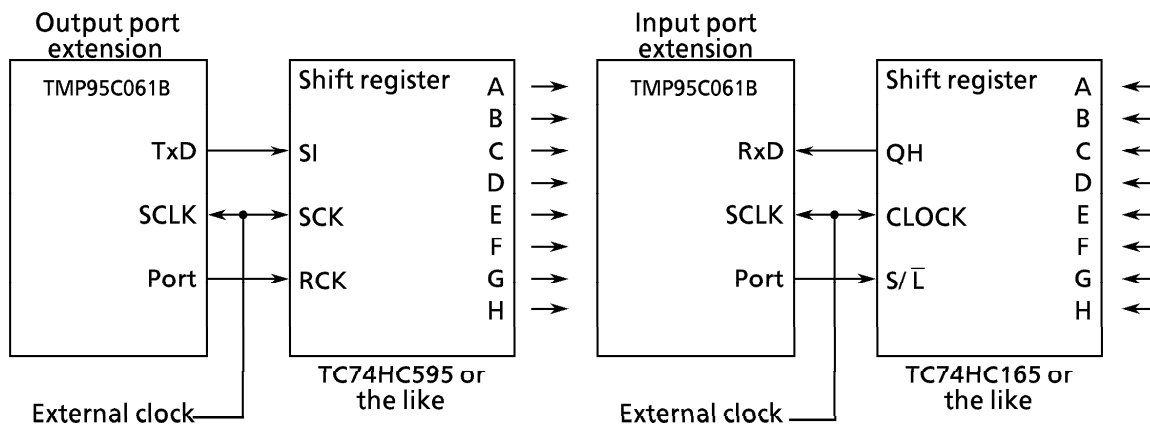 Output port
extension
TMP95C061B
TxD
SCLK
Port
Shift register
SI
SCK
RCK
A
B
C
D
E
F
G
H
TC74HC595 or
the like
External clock
Input port
extension
TMP95C061B
RxD
SCLK
Port
Shift register
QH
CLOCK
S/L̅
A
B
C
D
E
F
G
H
TC74HC165 or
the like
External clock